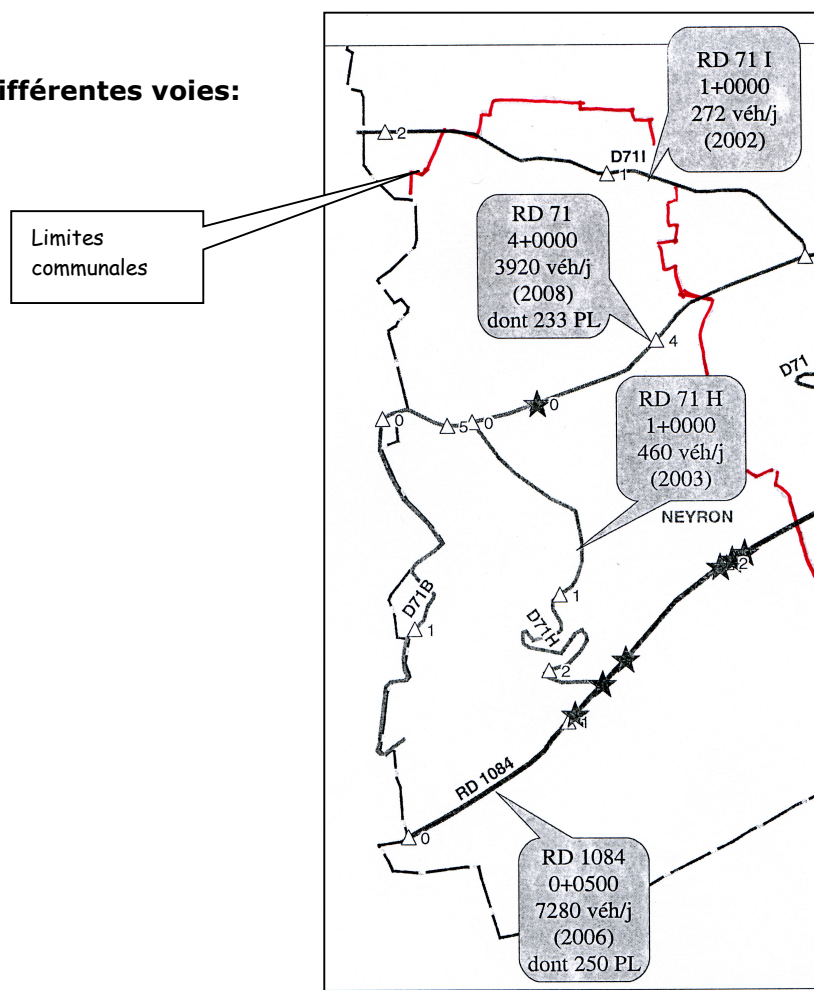 ifférentes voies:
RD 71 I
1+0000
272 véh/j
(2002)
2
D71I
1
Limites
communales
RD 71
4+0000
3920 véh/j
(2008)
dont 233 PL
4
D71
RD 71 H
1+0000
460 véh/j
(2003)
0
0
5
0
NEYRON
2
D71B
1
1
D71H
2
1
RD 1084
0
RD 1084
0+0500
7280 véh/j
(2006)
dont 250 PL